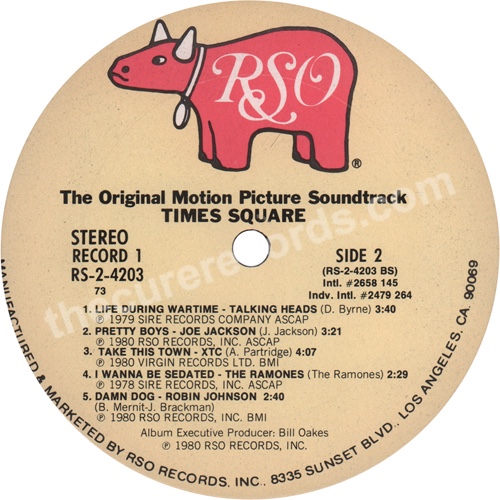 RSO
®
The Original Motion Picture Soundtrack
TIMES SQUARE
STEREO
RECORD 1
RS-2-4203
73
SIDE 2
(RS-2-4203 BS)
Intl. #2658 145
Indv. Intl. #2479 264
1. LIFE DURING WARTIME - TALKING HEADS (D. Byrne) 3:40
℗ 1979 SIRE RECORDS COMPANY ASCAP
2. PRETTY BOYS - JOE JACKSON (J. Jackson) 3:21
℗ 1980 RSO RECORDS, INC. ASCAP
3. TAKE THIS TOWN - XTC (A. Partridge) 4:07
℗ 1980 VIRGIN RECORDS LTD. BMI
4. I WANNA BE SEDATED - THE RAMONES (The Ramones) 2:29
℗ 1978 SIRE RECORDS, INC. ASCAP
5. DAMN DOG - ROBIN JOHNSON 2:40
(B. Mernit-J. Brackman)
℗ 1980 RSO RECORDS, INC. BMI
Album Executive Producer: Bill Oakes
℗ 1980 RSO RECORDS, INC.
MANUFACTURED & MARKETED BY RSO RECORDS, INC. 8335 SUNSET BLVD., LOS ANGELES, CA. 90069
thecurerecords.com